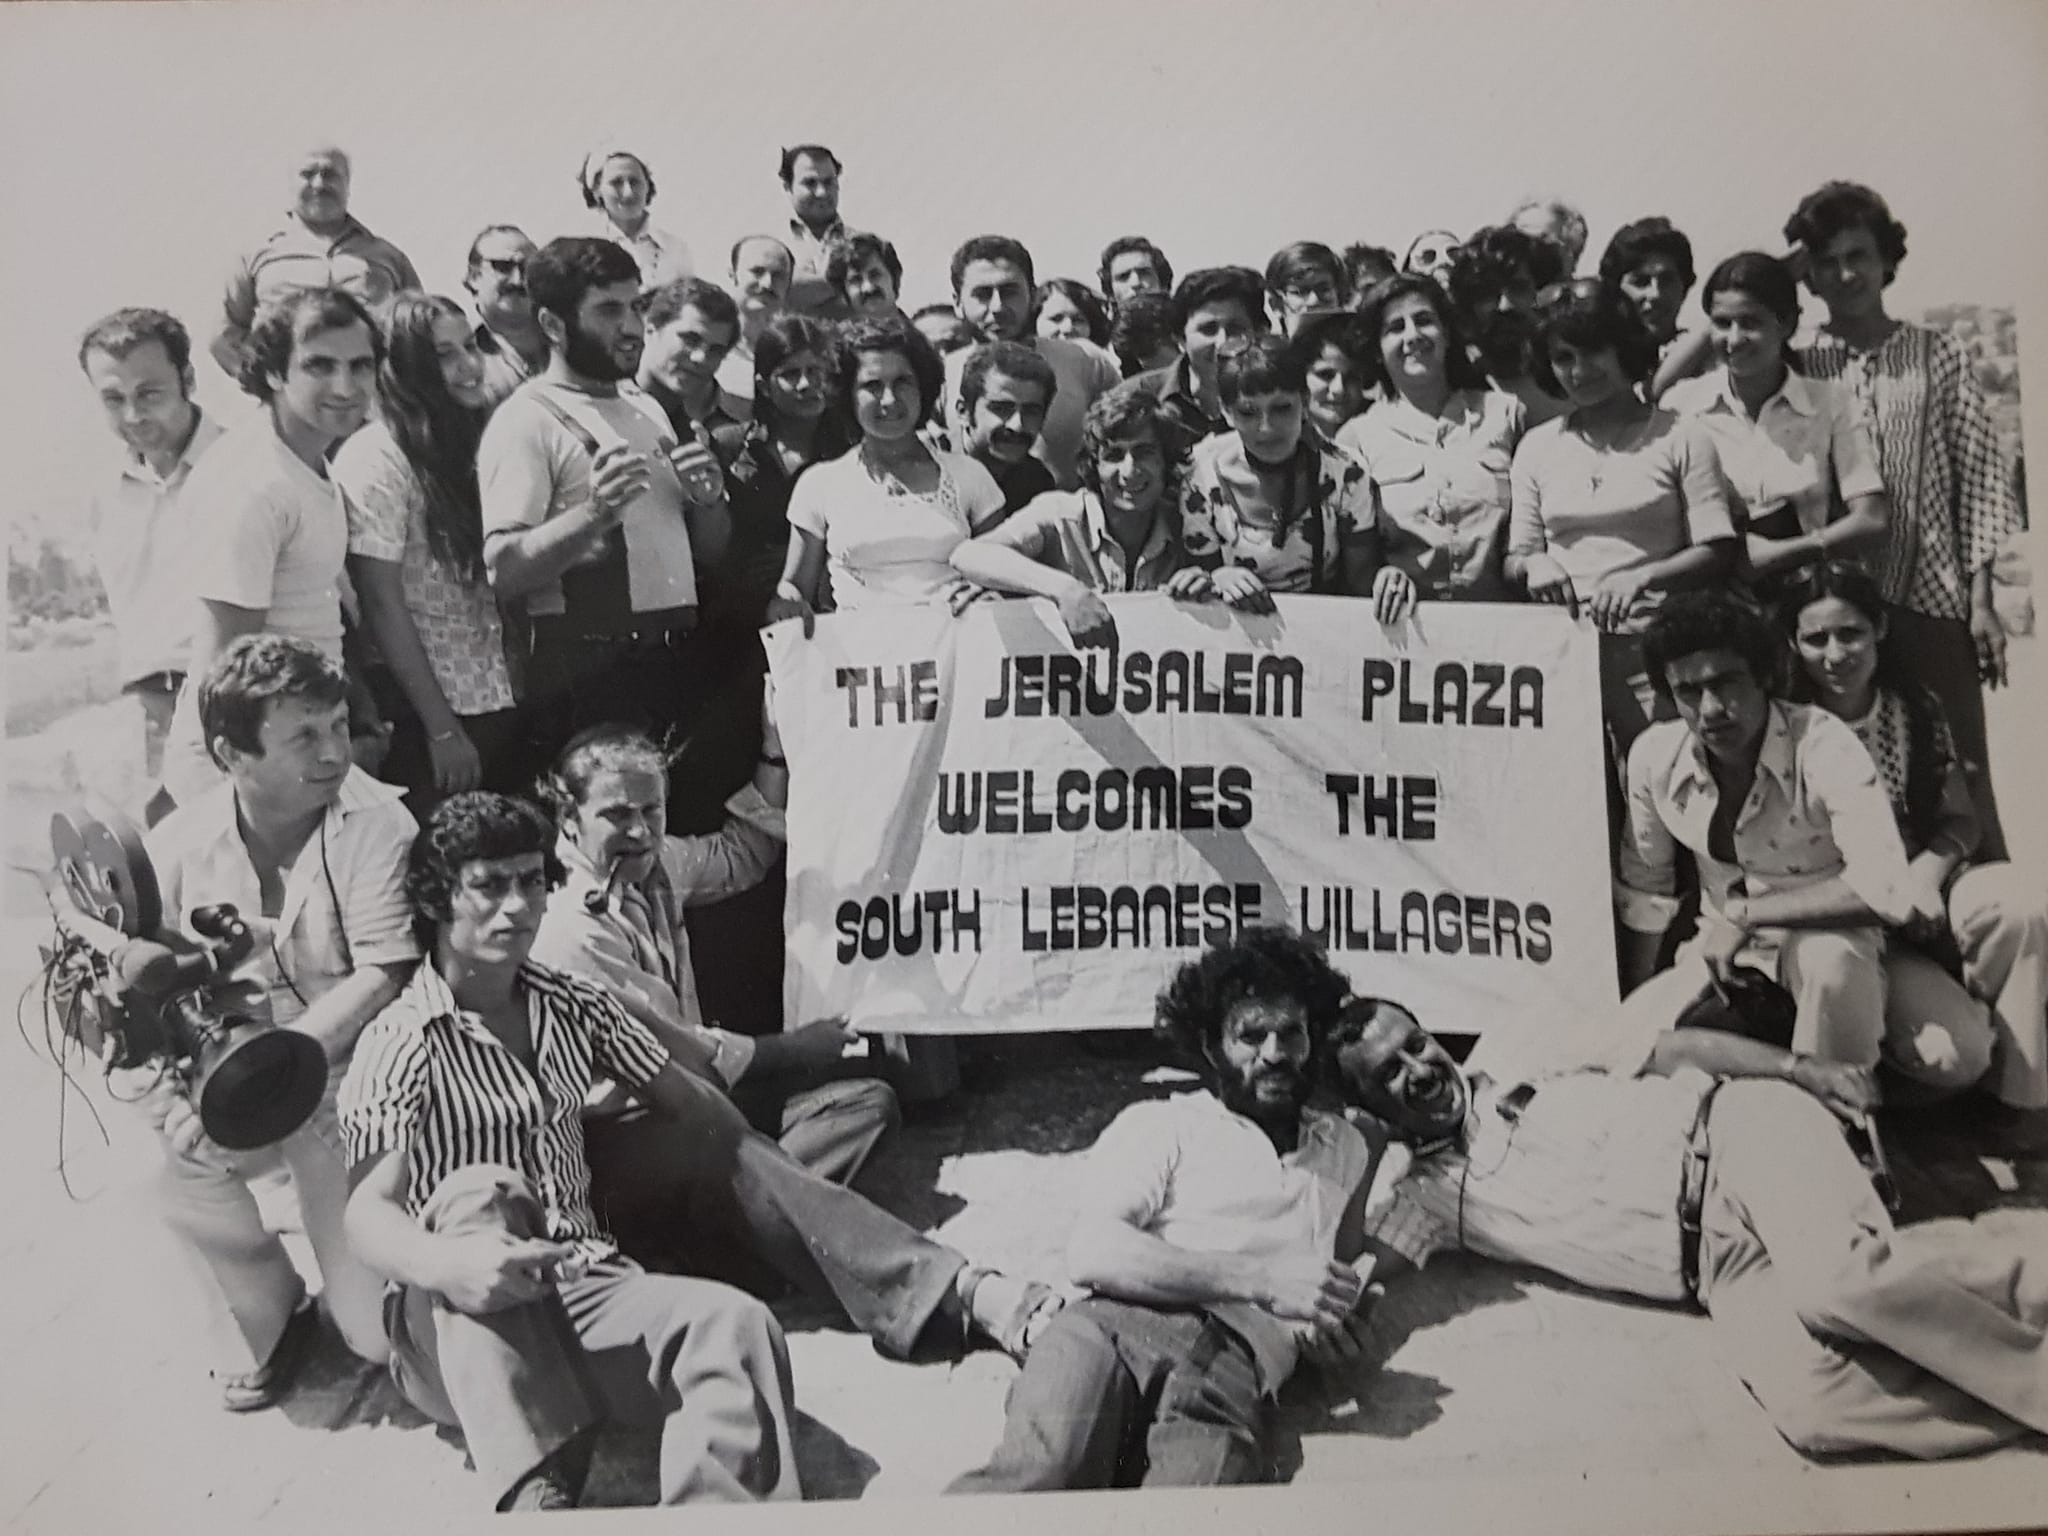 THE JERUSALEM PLAZA
WELCOMES THE
SOUTH LEBANESE VILLAGERS